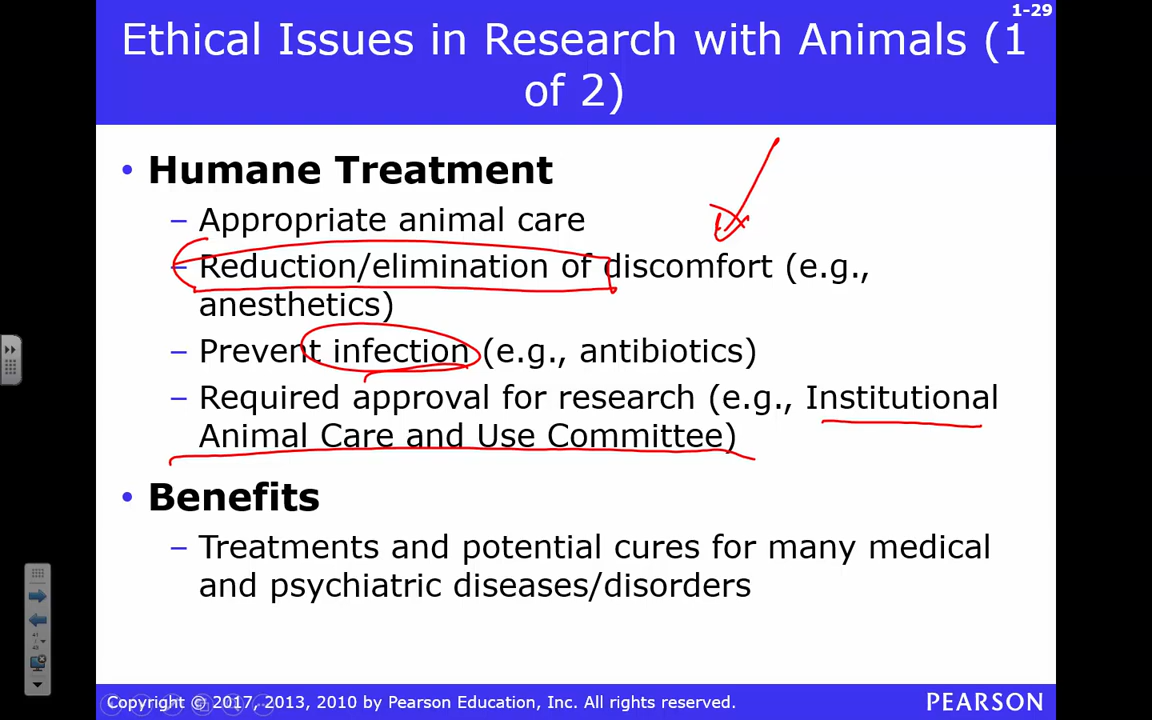 1-29
Ethical Issues in Research with Animals (1
of 2)
• Humane Treatment
– Appropriate animal care
– Reduction/elimination of discomfort (e.g.,
anesthetics)
– Prevent infection (e.g., antibiotics)
– Required approval for research (e.g., Institutional
Animal Care and Use Committee)
• Benefits
– Treatments and potential cures for many medical
and psychiatric diseases/disorders
Copyright © 2017, 2013, 2010 by Pearson Education, Inc. All rights reserved.
PEARSON